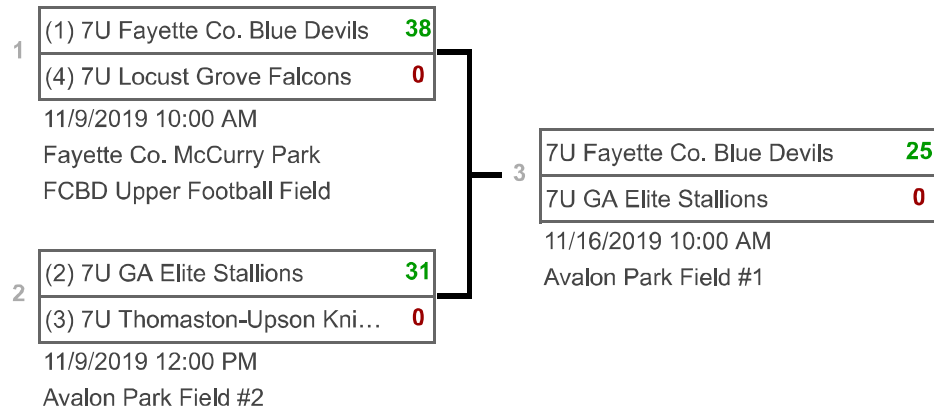 1
(1) 7U Fayette Co. Blue Devils 38
(4) 7U Locust Grove Falcons 0
11/9/2019 10:00 AM
Fayette Co. McCurry Park
FCBD Upper Football Field
2
(2) 7U GA Elite Stallions 31
(3) 7U Thomaston-Upson Kni... 0
11/9/2019 12:00 PM
Avalon Park Field #2
3
7U Fayette Co. Blue Devils 25
7U GA Elite Stallions 0
11/16/2019 10:00 AM
Avalon Park Field #1